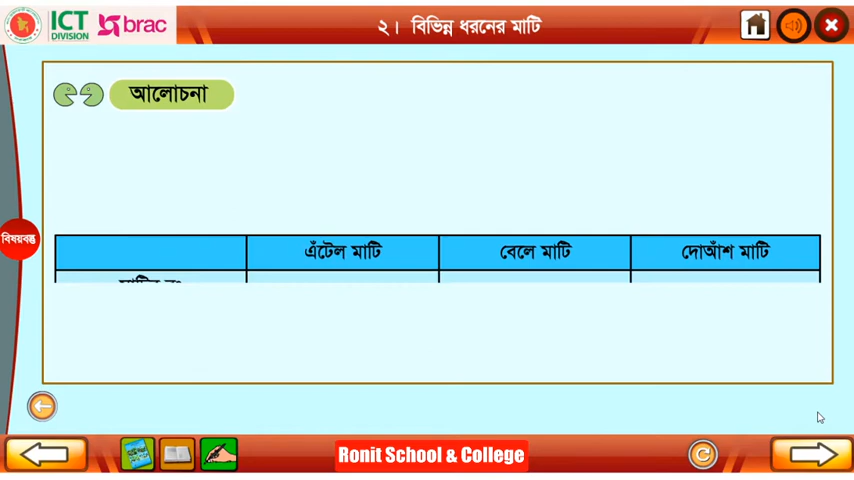 ICT
DIVISION
brac
২। বিভিন্ন ধরনের মাটি
আলোচনা
বিষয়বস্তু
এঁটেল মাটি
বেলে মাটি
দোআঁশ মাটি
Ronit School & College